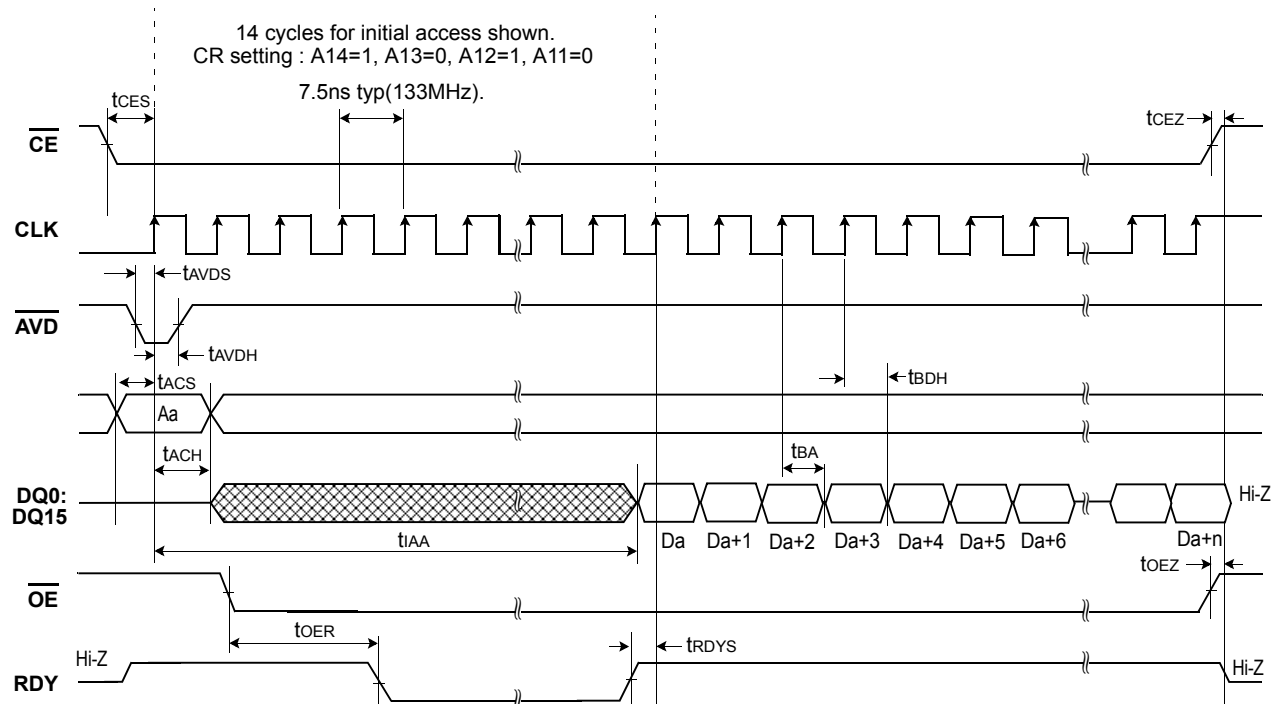 14 cycles for initial access shown.
CR setting : A14=1, A13=0, A12=1, A11=0
7.5ns typ(133MHz).
tCES
tCEZ
CE
CLK
tAVDS
AVD
tAVDH
tACS
tBDH
Aa
tACH
tBA
DQ0:
DQ15
Hi-Z
tIAA
Da
Da+1
Da+2
Da+3
Da+4
Da+5
Da+6
Da+n
tOEZ
OE
tOER
tRDYS
Hi-Z
Hi-Z
RDY